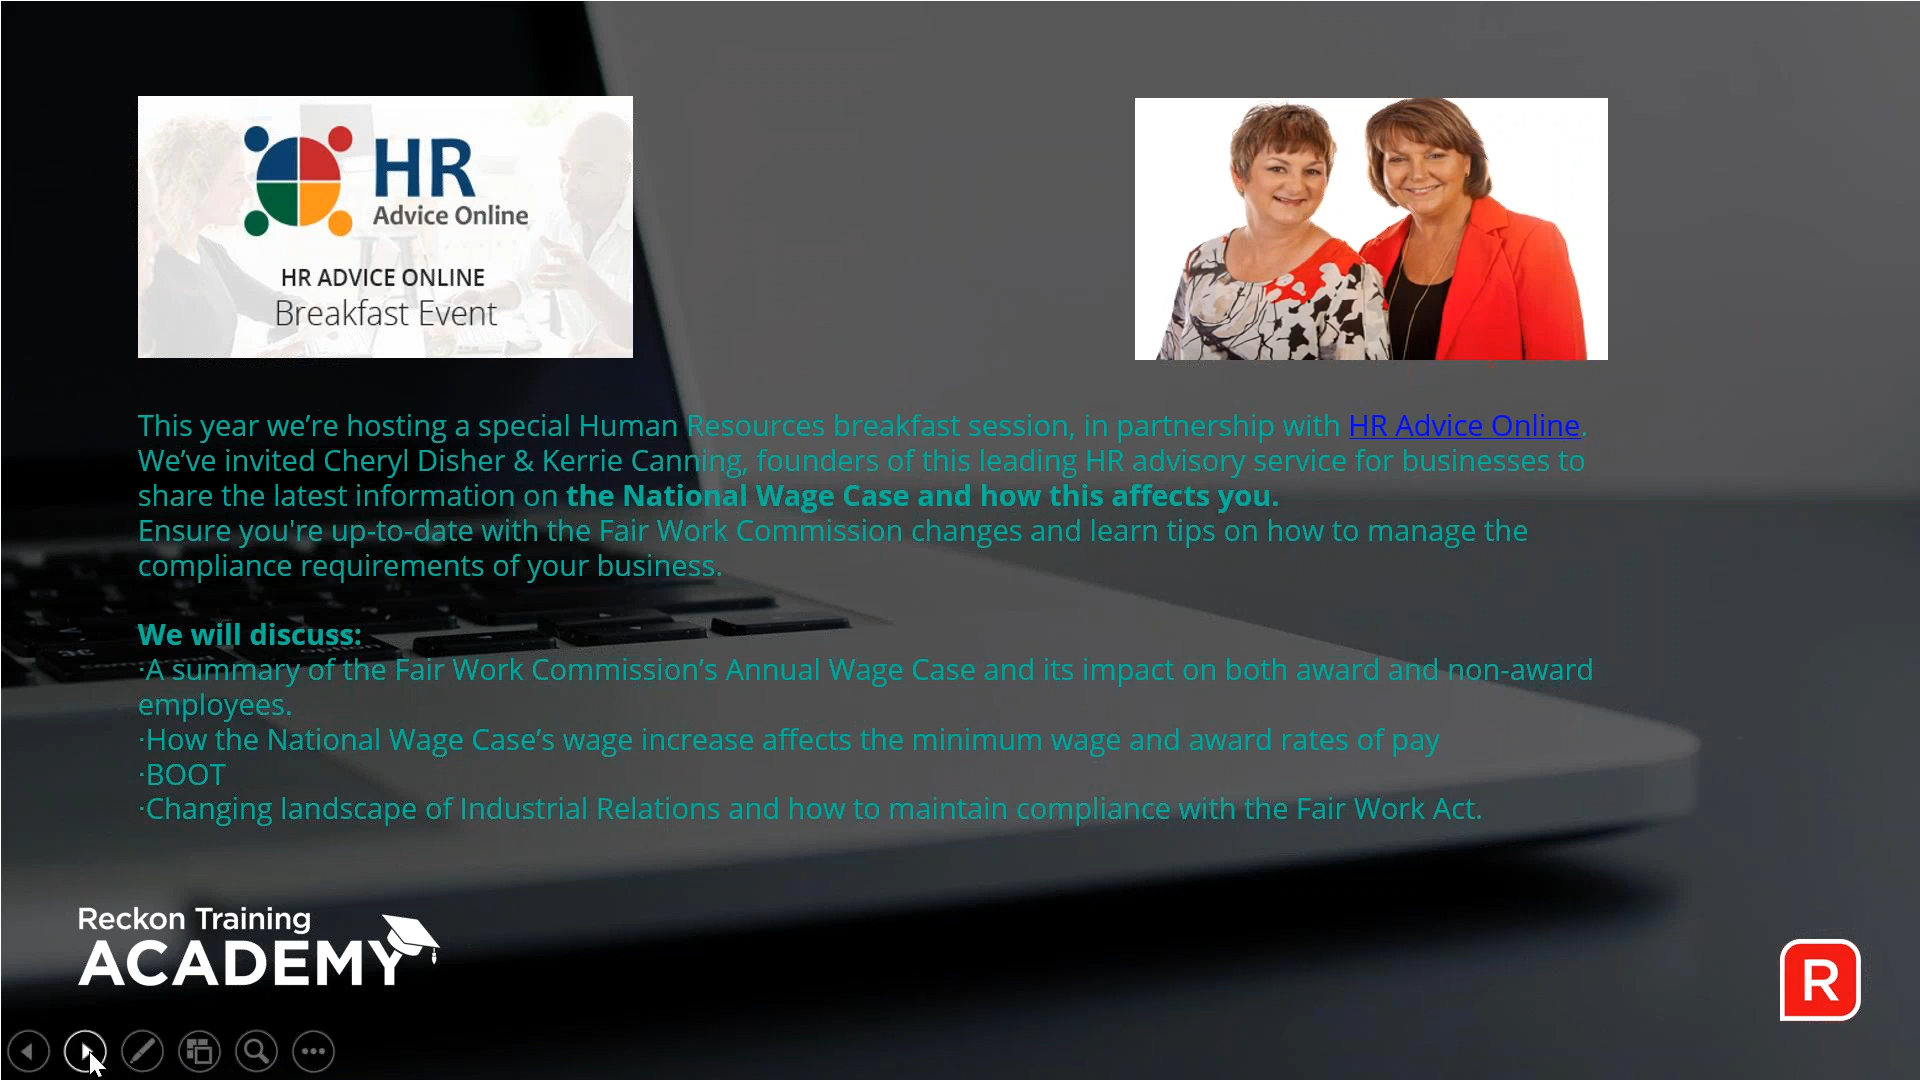 HR
Advice Online
HR ADVICE ONLINE
Breakfast Event
This year we’re hosting a special Human Resources breakfast session, in partnership with HR Advice Online.
We’ve invited Cheryl Disher & Kerrie Canning, founders of this leading HR advisory service for businesses to
share the latest information on the National Wage Case and how this affects you.
Ensure you're up-to-date with the Fair Work Commission changes and learn tips on how to manage the
compliance requirements of your business.
We will discuss:
·A summary of the Fair Work Commission’s Annual Wage Case and its impact on both award and non-award
employees.
·How the National Wage Case’s wage increase affects the minimum wage and award rates of pay
·BOOT
·Changing landscape of Industrial Relations and how to maintain compliance with the Fair Work Act.
Reckon Training
ACADEMY
R